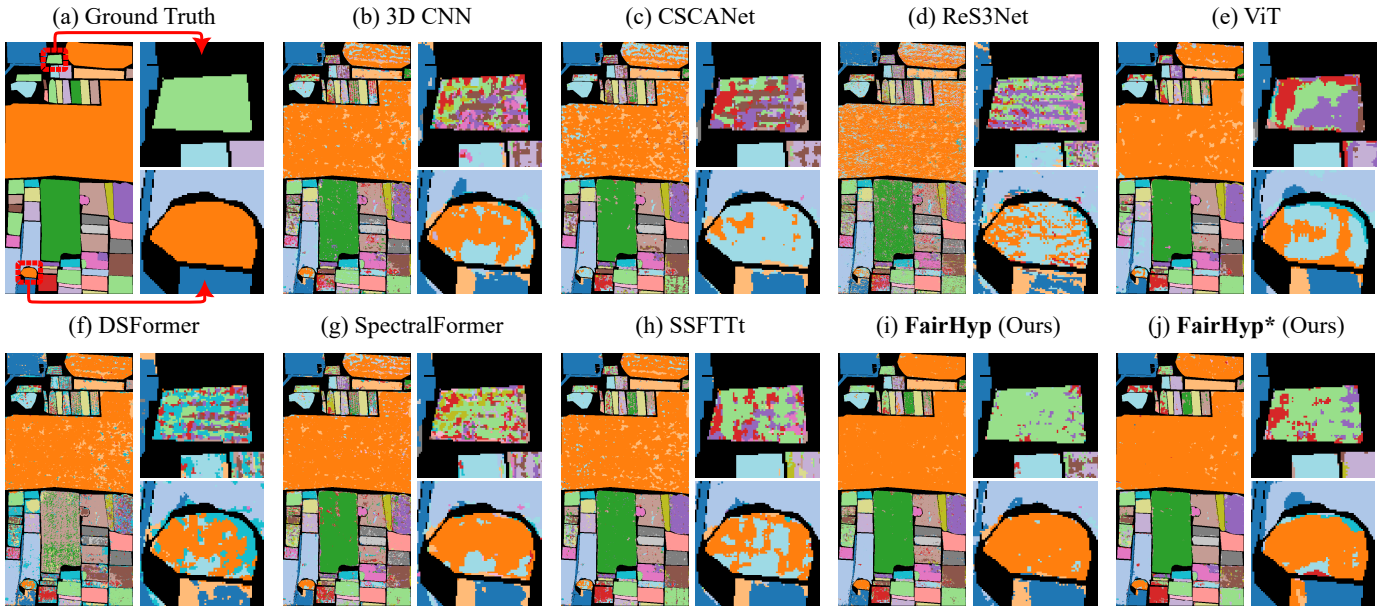 (a) Ground Truth
(b) 3D CNN
(c) CSCANet
(d) ReS3Net
(e) ViT
(f) DSFormer
(g) SpectralFormer
(h) SSFTTt
(i) FairHyp (Ours)
(j) FairHyp* (Ours)